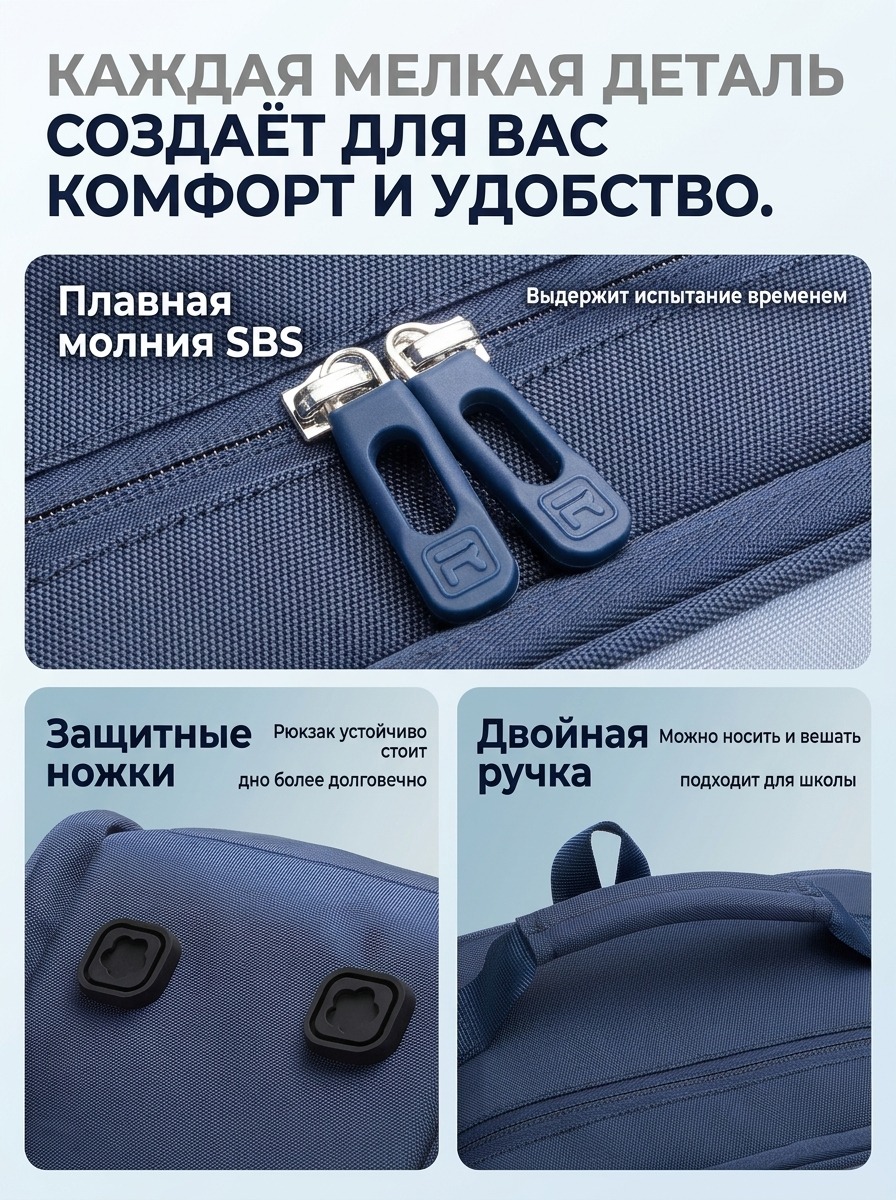 КАЖДАЯ МЕЛКАЯ ДЕТАЛЬ
СОЗДАЁТ ДЛЯ ВАС
КОМФОРТ И УДОБСТВО.
Плавная
молния SBS
Выдержит испытание временем
Защитные
ножки
Рюкзак устойчиво
стоит
дно более долговечно
Двойная
ручка
Можно носить и вешать
подходит для школы